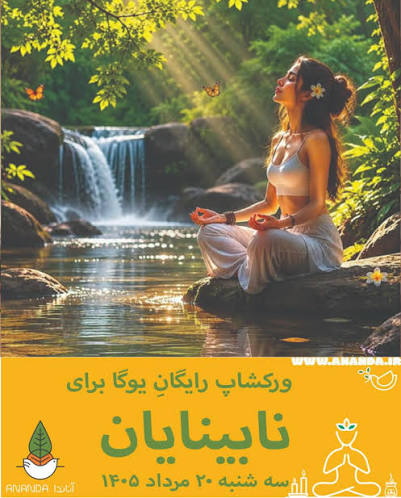 WWW.ANANDA.IR
ورکشاپ رایگانِ یوگا برای
نابینایان
سه شنبه ۲۰ مرداد ۱۴۰۵
ANANDA آناندا